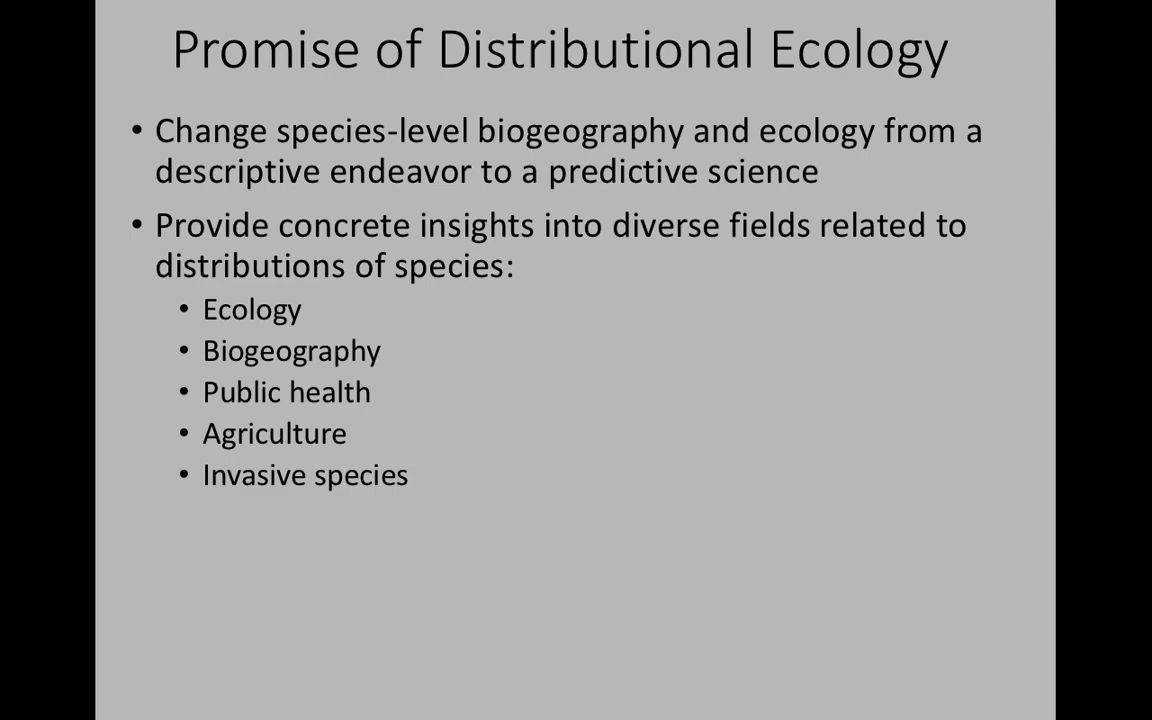 Promise of Distributional Ecology
• Change species-level biogeography and ecology from a
descriptive endeavor to a predictive science
• Provide concrete insights into diverse fields related to
distributions of species:
• Ecology
• Biogeography
• Public health
• Agriculture
• Invasive species